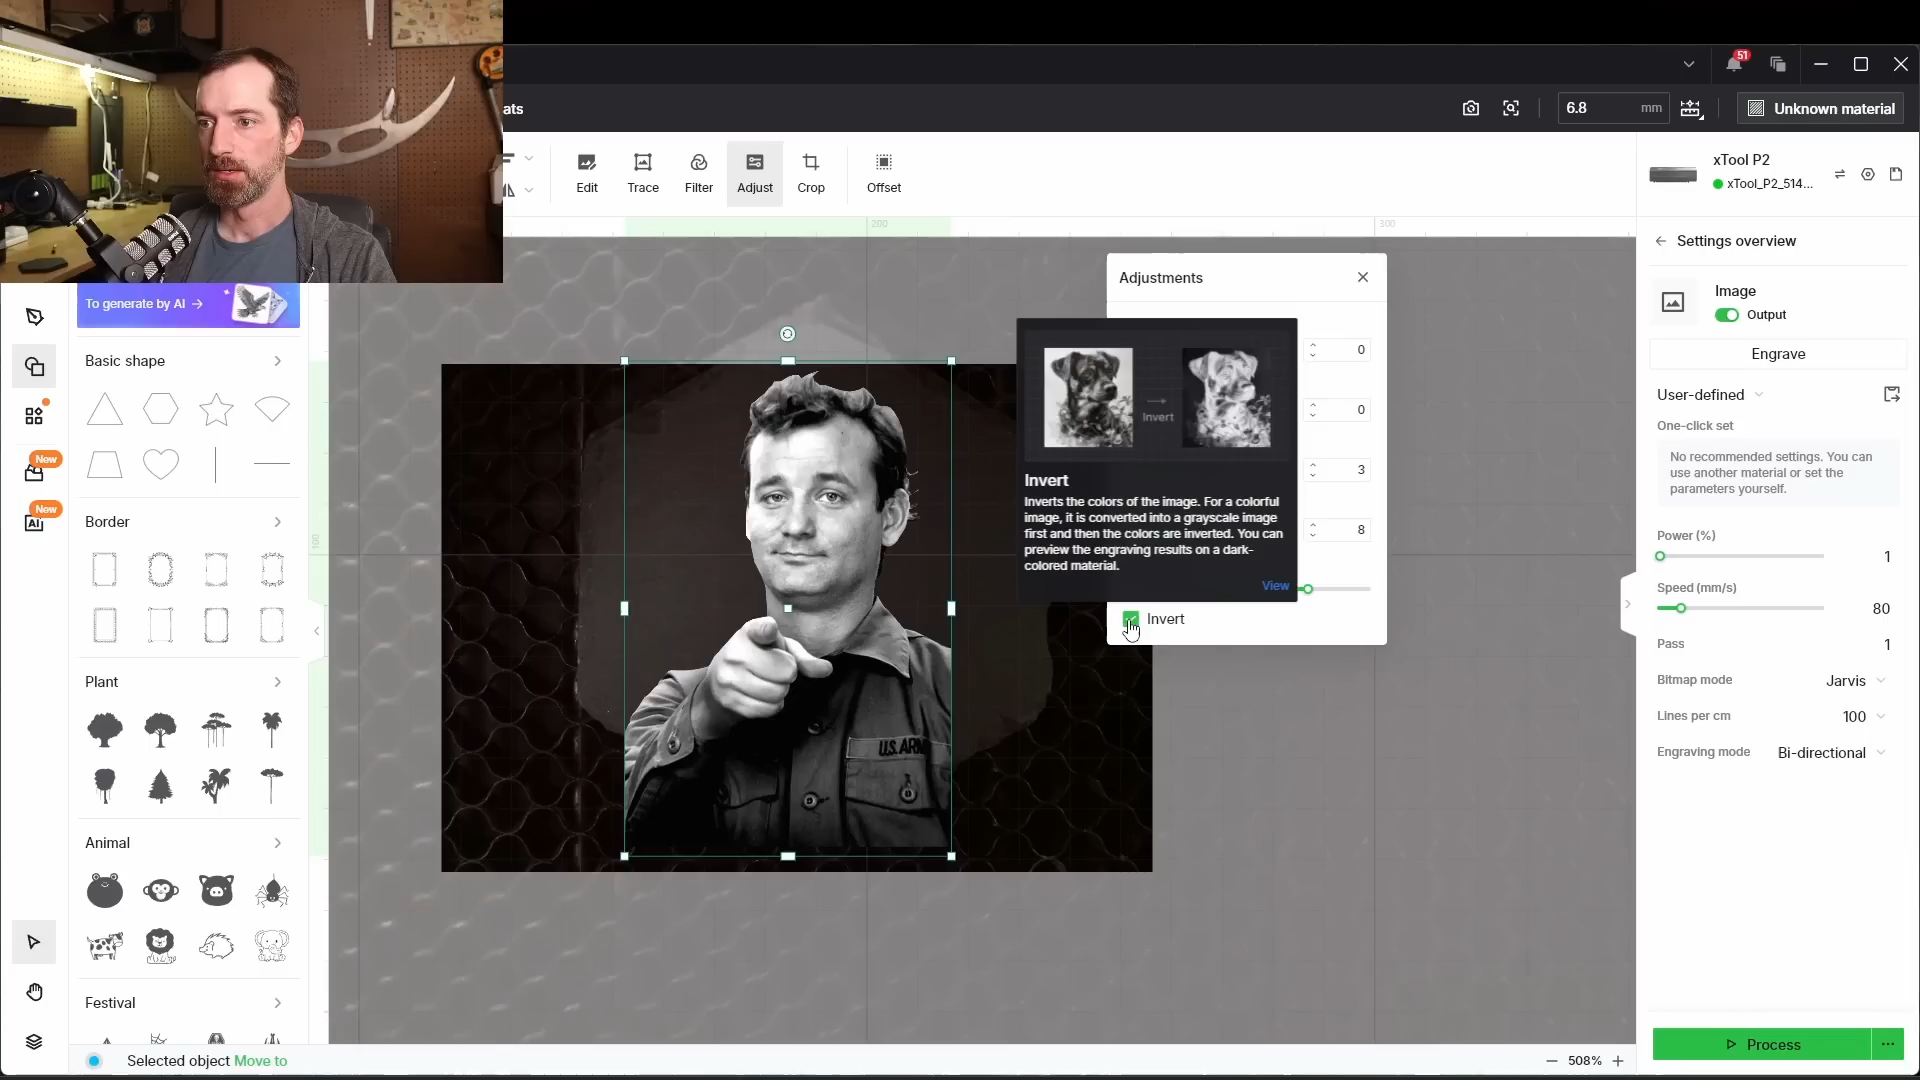 51
ats
6.8
mm
Unknown material
Edit
Trace
Filter
Adjust
Crop
Offset
xTool P2
xTool_P2_514...
200
300
Settings overview
Adjustments
Image
Output
To generate by AI →
Engrave
0
Basic shape
User-defined
Invert
0
One-click set
No recommended settings. You can
use another material or set the
parameters yourself.
New
3
Invert
Inverts the colors of the image. For a colorful
image, it is converted into a grayscale image
first and then the colors are inverted. You can
preview the engraving results on a dark-
colored material.
View
New
AI
Border
8
100
Power (%)
1
Speed (mm/s)
80
Invert
Pass
1
Plant
Bitmap mode
Jarvis
Lines per cm
100
U.S. ARM
Engraving mode
Bi-directional
Animal
Festival
Selected object Move to
508%
Process